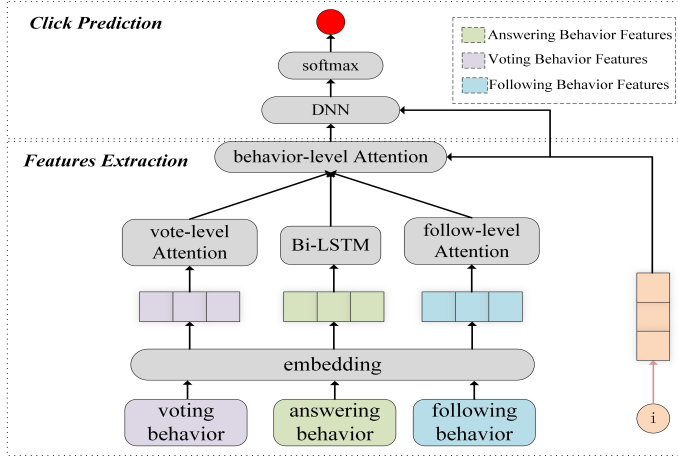 Click Prediction
softmax
DNN
Answering Behavior Features
Voting Behavior Features
Following Behavior Features
Features Extraction
behavior-level Attention
vote-level
Attention
Bi-LSTM
follow-level
Attention
embedding
voting
behavior
answering
behavior
following
behavior
i